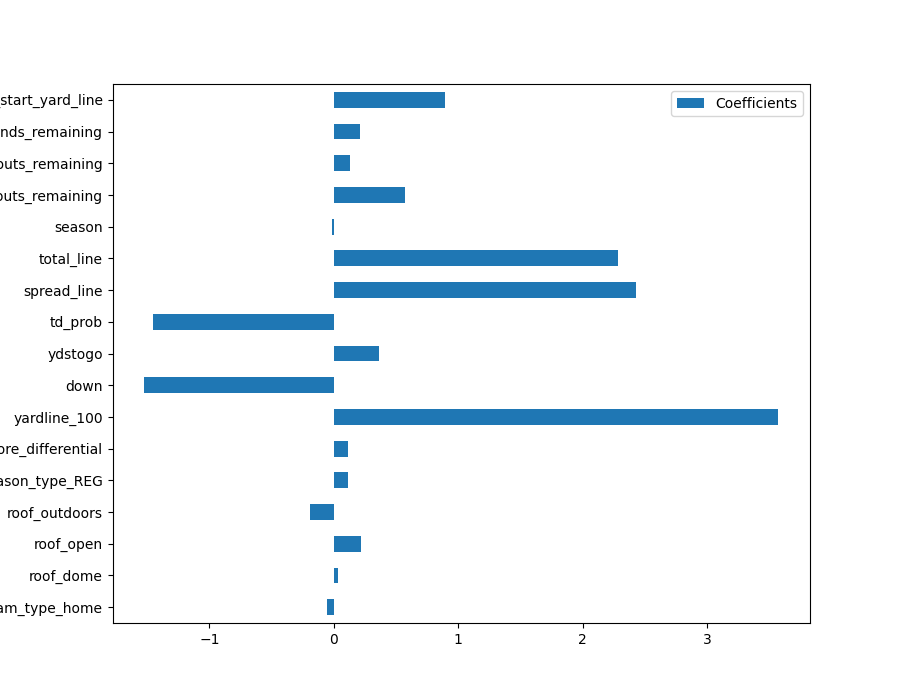 _start_yard_line
nds_remaining
outs_remaining
outs_remaining
season
total_line
spread_line
td_prob
ydstogo
down
yardline_100
ore_differential
ason_type_REG
roof_outdoors
roof_open
roof_dome
am_type_home
Coefficients
−1 0 1 2 3